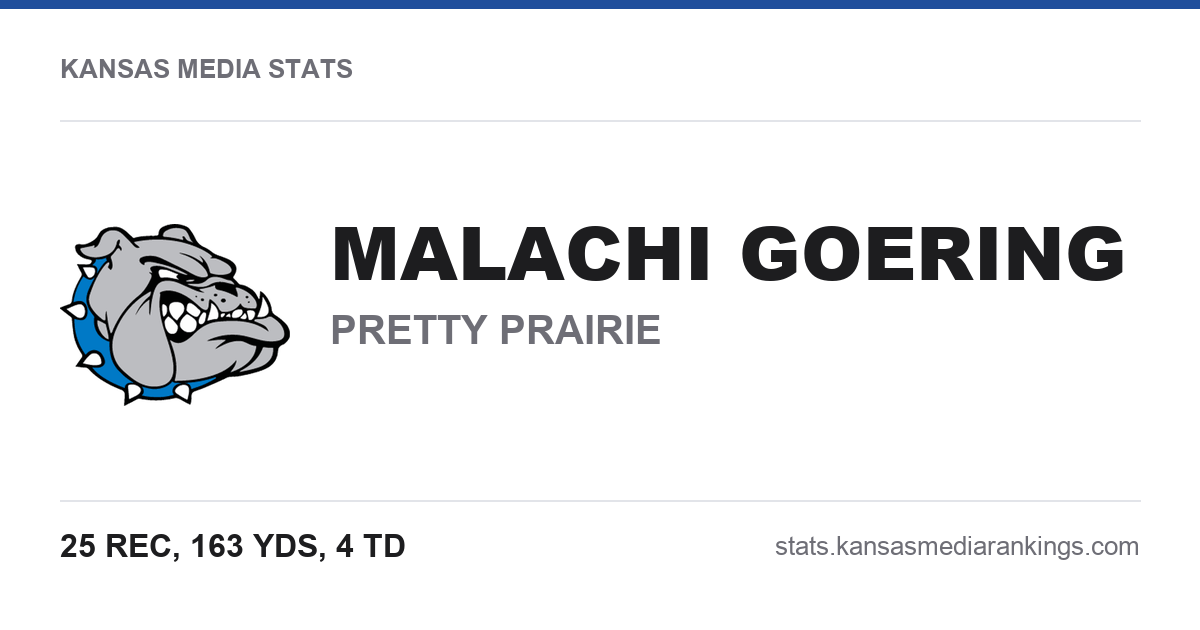 KANSAS MEDIA STATS
MALACHI GOERING
PRETTY PRAIRIE
25 REC, 163 YDS, 4 TD
stats.kansasmediarankings.com